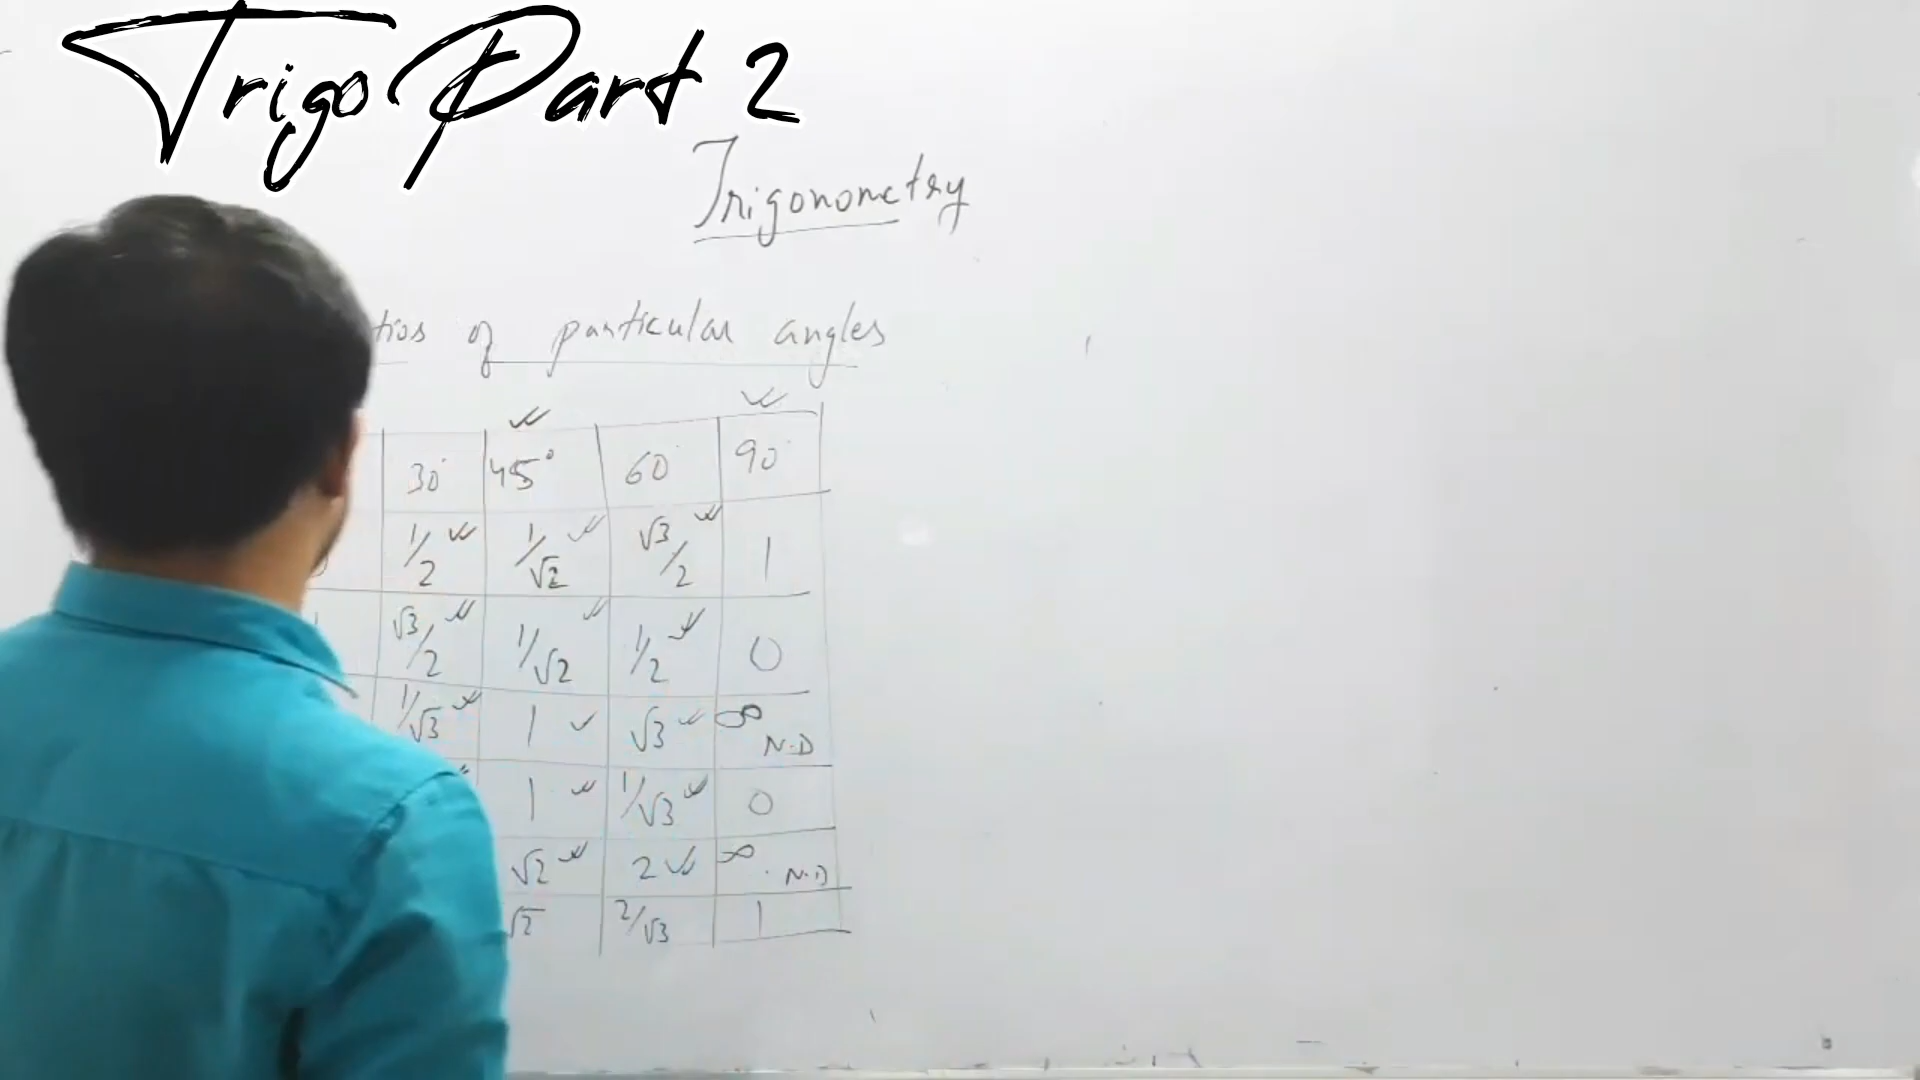 Trigo Part 2
Trigonometry
tios of particular angles
30° 45° 60° 90°
1/2 1/√2 √3/2 1
√3/2 1/√2 1/2 0
1/√3 1 √3 ∞ N.D
1 1/√3 0
√2 2 ∞ N.D
√2 2/√3 1